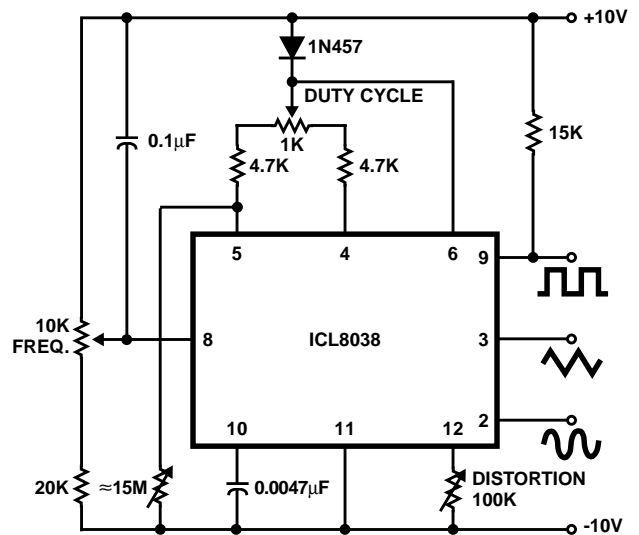 +10V
1N457
DUTY CYCLE
1K
0.1μF
4.7K
4.7K
15K
5
4
6
9
10K
FREQ.
8
ICL8038
3
2
10
11
12
20K
≈15M
0.0047μF
DISTORTION
100K
-10V